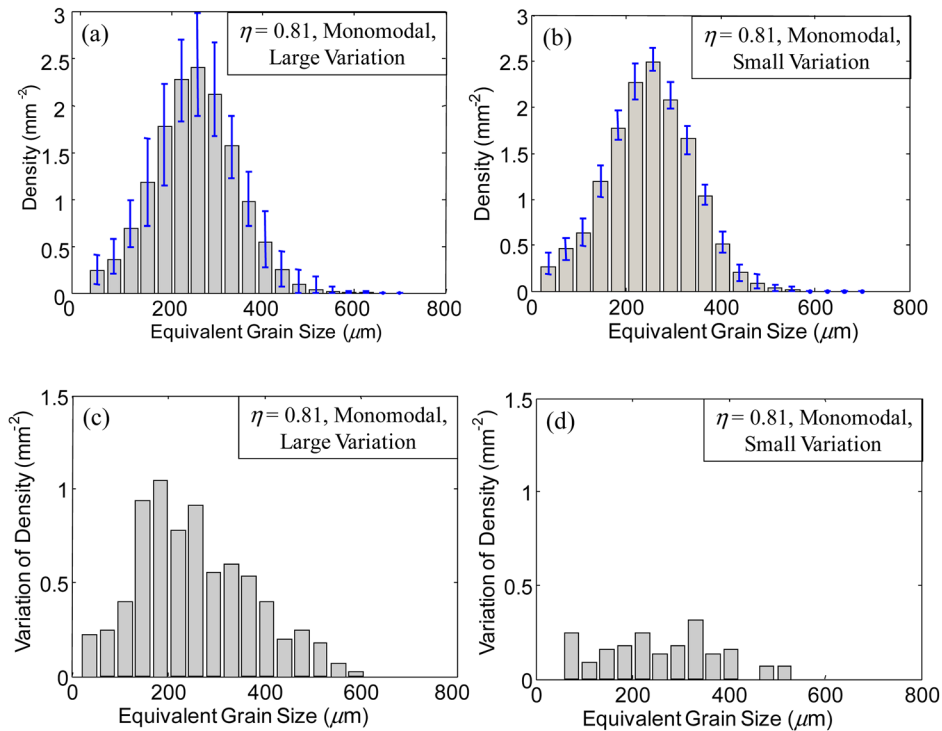 (a)
η = 0.81, Monomodal,
Large Variation
Density (mm⁻²)
3
2.5
2
1.5
1
0.5
0
0 200 400 600 800
Equivalent Grain Size (μm)
(b)
η = 0.81, Monomodal,
Small Variation
Density (mm⁻²)
3
2.5
2
1.5
1
0.5
0
0 200 400 600 800
Equivalent Grain Size (μm)
(c)
η = 0.81, Monomodal,
Large Variation
Variation of Density (mm⁻²)
1.5
1
0.5
0
0 200 400 600 800
Equivalent Grain Size (μm)
(d)
η = 0.81, Monomodal,
Small Variation
Variation of Density (mm⁻²)
1.5
1
0.5
0
0 200 400 600 800
Equivalent Grain Size (μm)